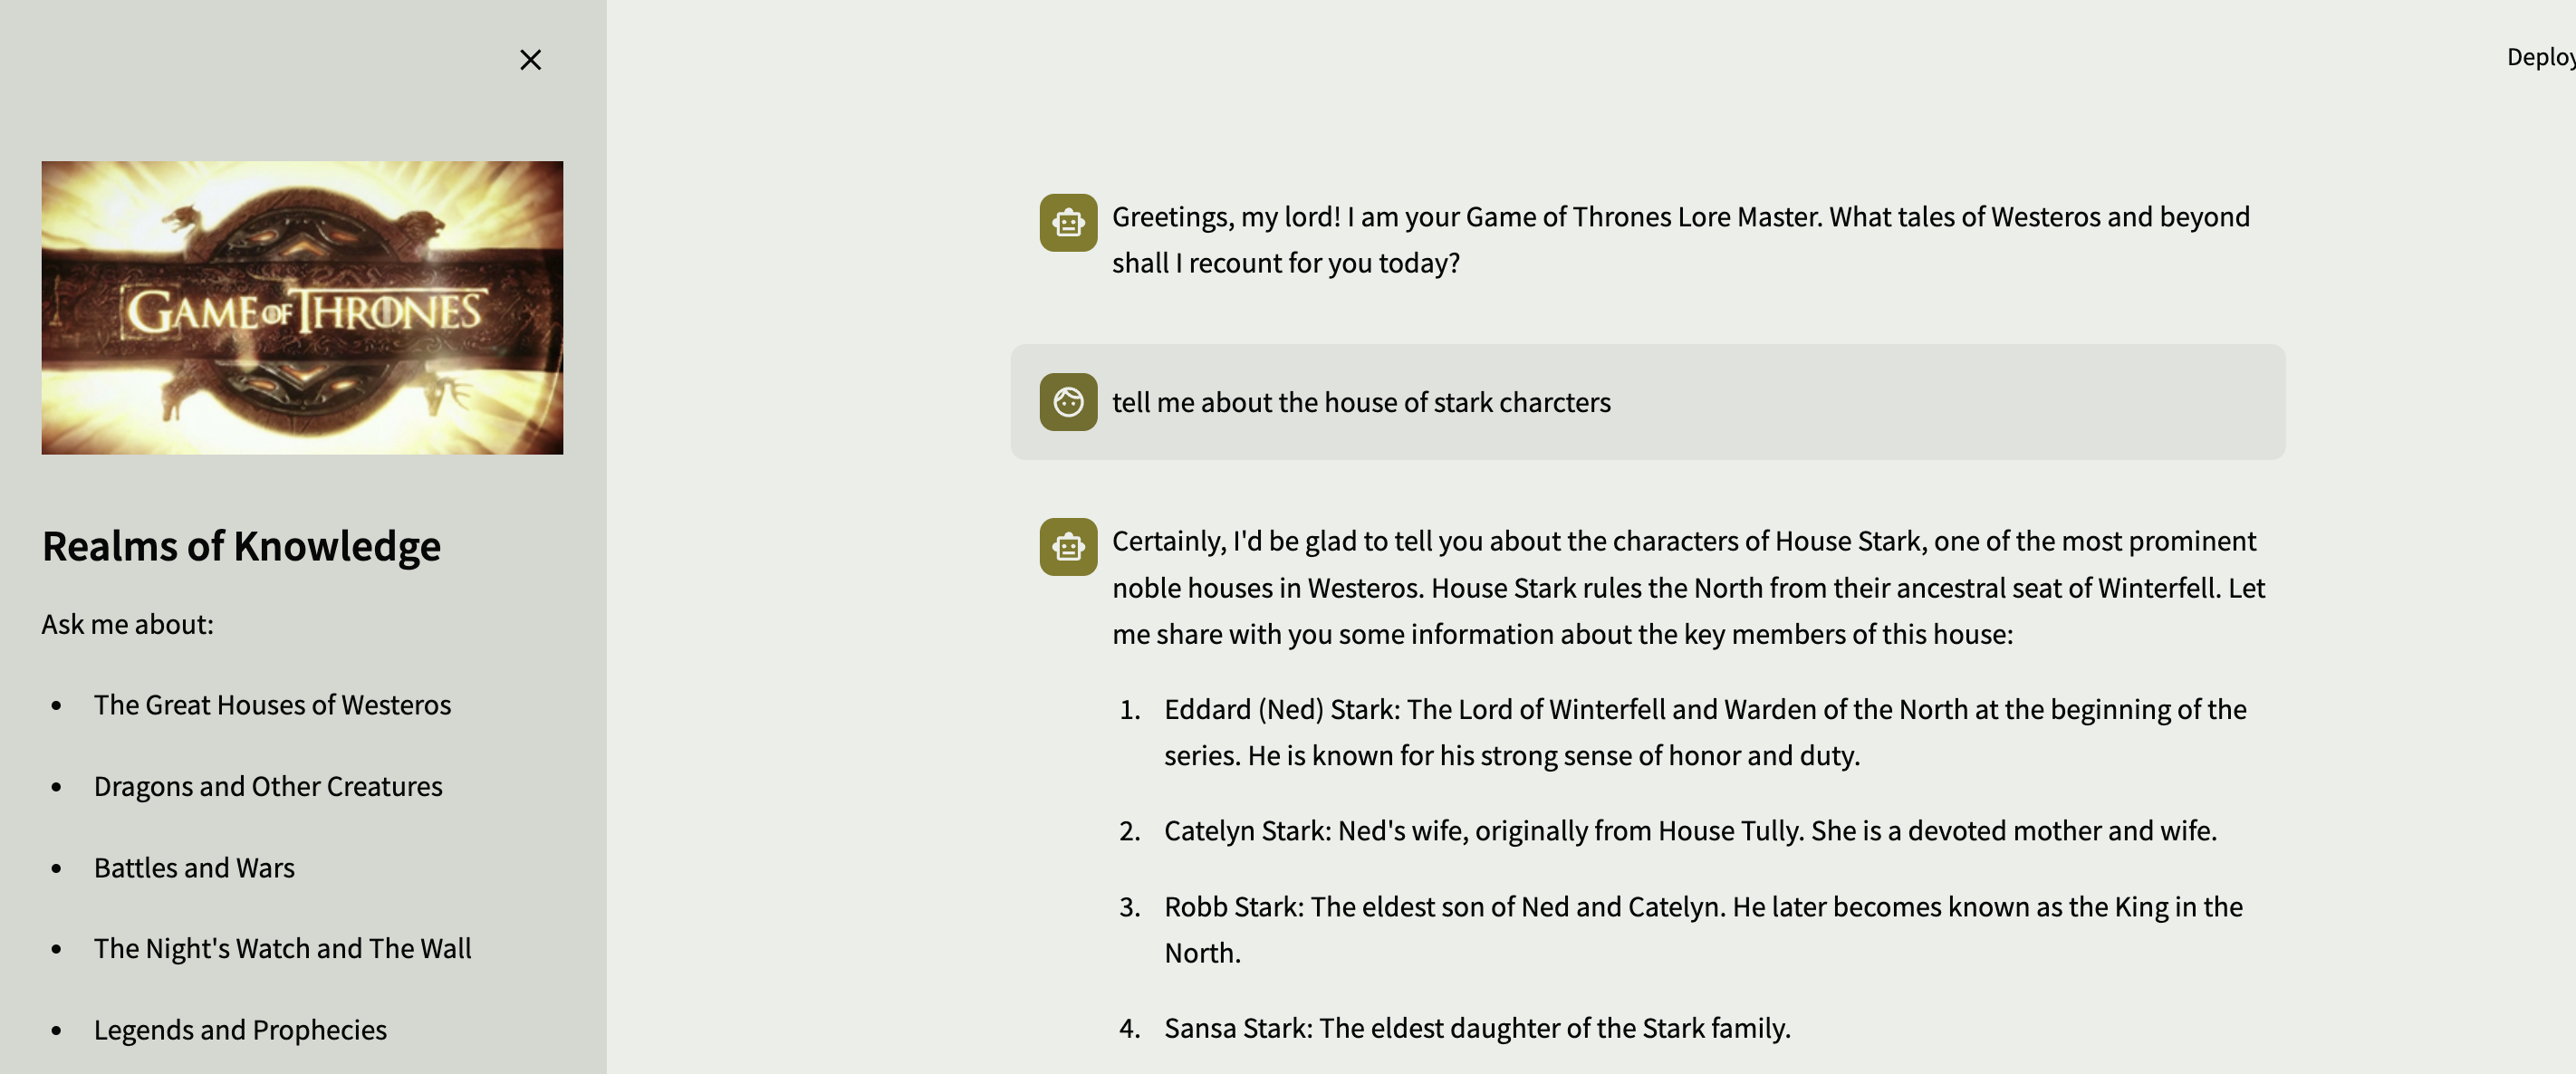 Deploy
GAME OF THRONES
Realms of Knowledge
Ask me about:
The Great Houses of Westeros
Dragons and Other Creatures
Battles and Wars
The Night's Watch and The Wall
Legends and Prophecies
Greetings, my lord! I am your Game of Thrones Lore Master. What tales of Westeros and beyond
shall I recount for you today?
tell me about the house of stark charcters
Certainly, I'd be glad to tell you about the characters of House Stark, one of the most prominent
noble houses in Westeros. House Stark rules the North from their ancestral seat of Winterfell. Let
me share with you some information about the key members of this house:
1. Eddard (Ned) Stark: The Lord of Winterfell and Warden of the North at the beginning of the
series. He is known for his strong sense of honor and duty.
2. Catelyn Stark: Ned's wife, originally from House Tully. She is a devoted mother and wife.
3. Robb Stark: The eldest son of Ned and Catelyn. He later becomes known as the King in the
North.
4. Sansa Stark: The eldest daughter of the Stark family.